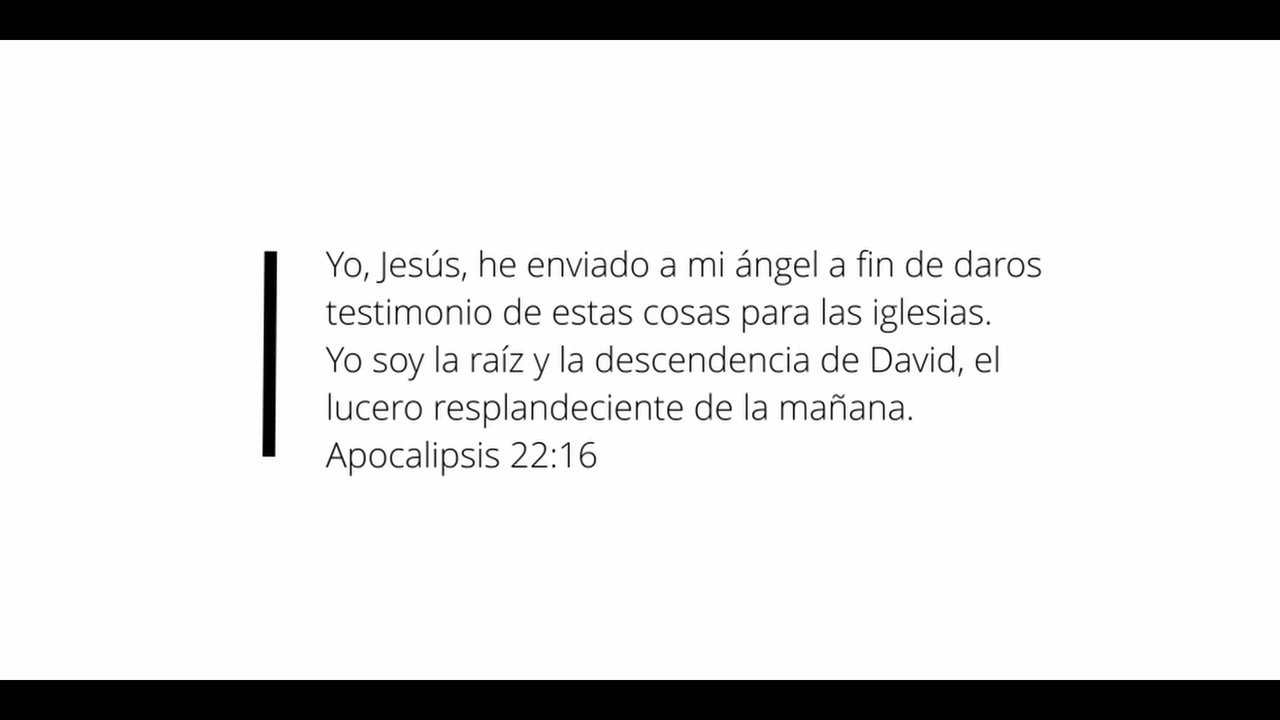 Yo, Jesús, he enviado a mi ángel a fin de daros
testimonio de estas cosas para las iglesias.
Yo soy la raíz y la descendencia de David, el
lucero resplandeciente de la mañana.
Apocalipsis 22:16